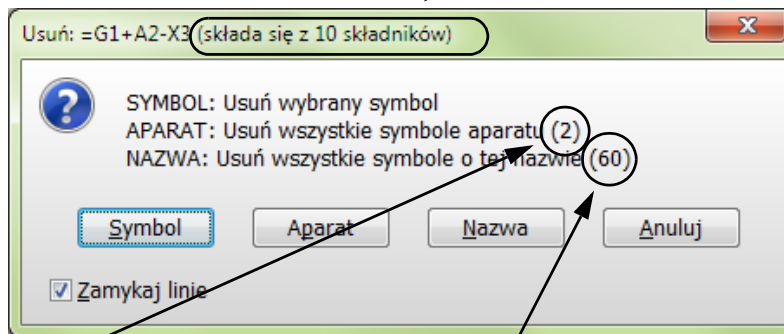 Usuń: =G1+A2-X3 (składa się z 10 składników)
SYMBOL: Usuń wybrany symbol
APARAT: Usuń wszystkie symbole aparatu (2)
NAZWA: Usuń wszystkie symbole o tej nazwie (60)
Symbol Aparat Nazwa Anuluj
Zamykaj linie